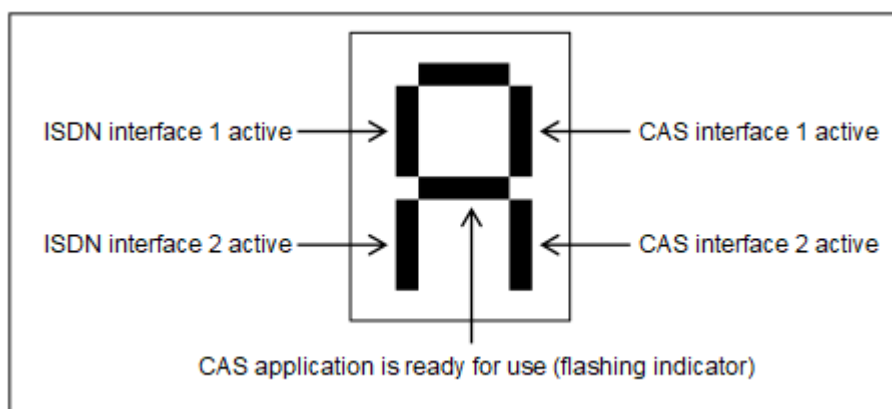 ISDN interface 1 active
CAS interface 1 active
ISDN interface 2 active
CAS interface 2 active
CAS application is ready for use (flashing indicator)